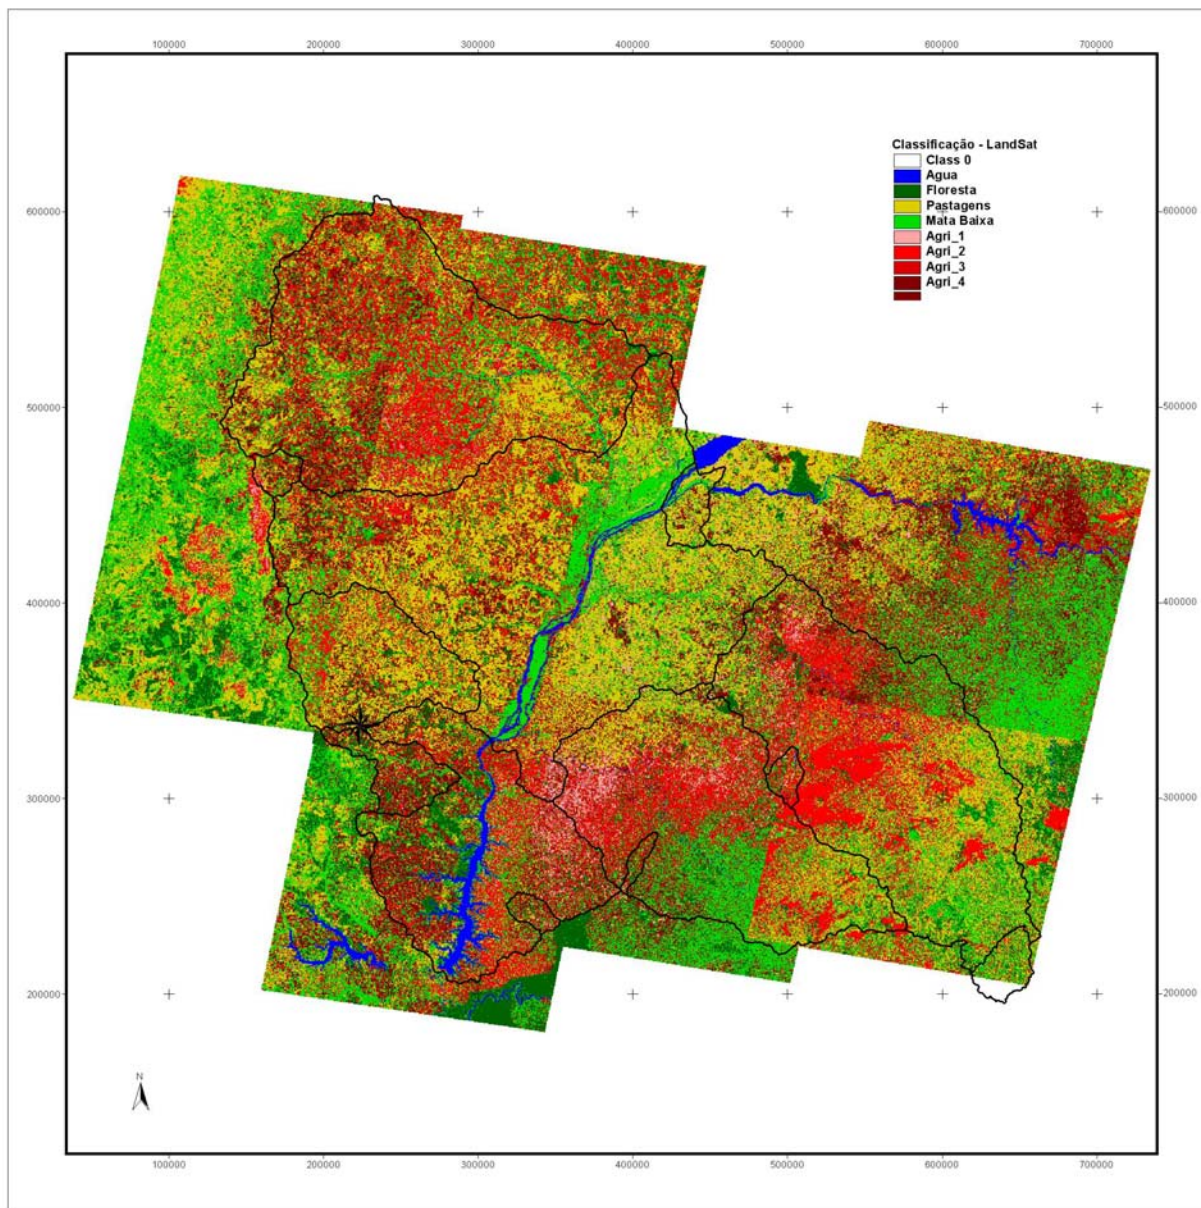 100000 200000 300000 400000 500000 600000 700000
Classificação - LandSat
Class 0
Agua
Floresta
Pastagens
Mata Baixa
Agri_1
Agri_2
Agri_3
Agri_4
600000 600000
500000 500000
400000 400000
300000 300000
200000 200000
N
100000 200000 300000 400000 500000 600000 700000